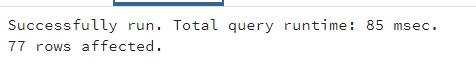 Successfully run. Total query runtime: 85 msec.
77 rows affected.